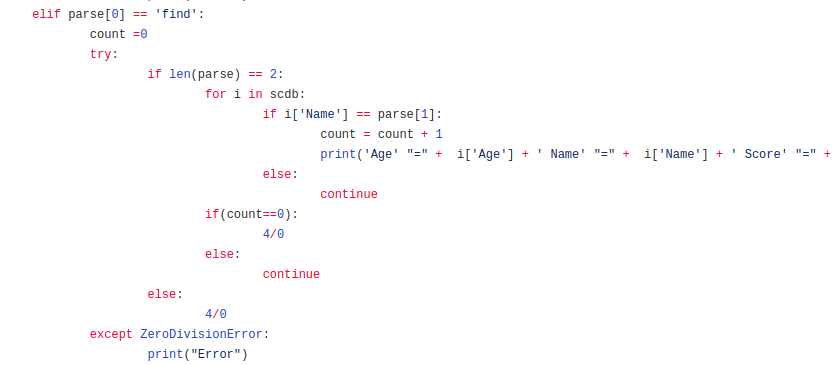 elif parse[0] == 'find':
count =0
try:
if len(parse) == 2:
for i in scdb:
if i['Name'] == parse[1]:
count = count + 1
print('Age' "=" +  i['Age'] + ' Name' "=" +  i['Name'] + ' Score' "=" +
else:
continue
if(count==0):
4/0
else:
continue
else:
4/0
except ZeroDivisionError:
print("Error")